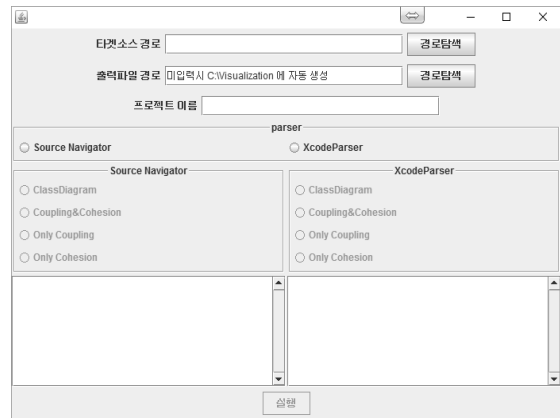 타겟소스 경로 경로탐색
출력파일 경로 미입력시 C:\Visualization 에 자동 생성 경로탐색
프로젝트 이름
parser
Source Navigator XcodeParser
Source Navigator XcodeParser
ClassDiagram ClassDiagram
Coupling&Cohesion Coupling&Cohesion
Only Coupling Only Coupling
Only Cohesion Only Cohesion
실행